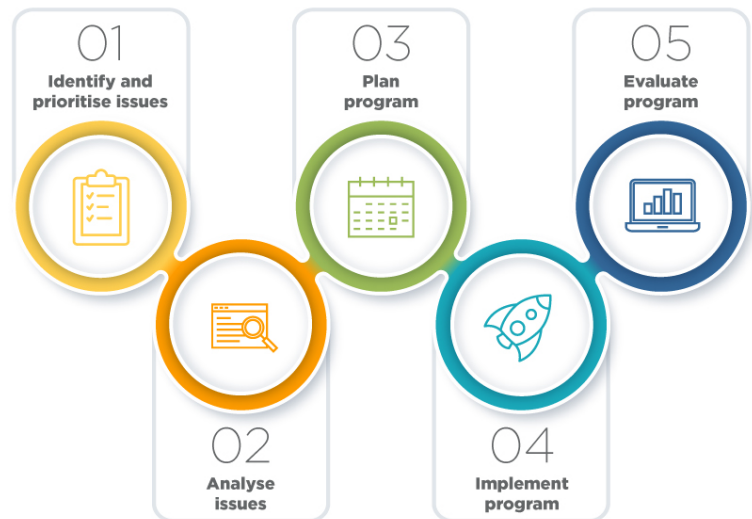 01
Identify and
prioritise issues
02
Analyse
issues
03
Plan
program
04
Implement
program
05
Evaluate
program